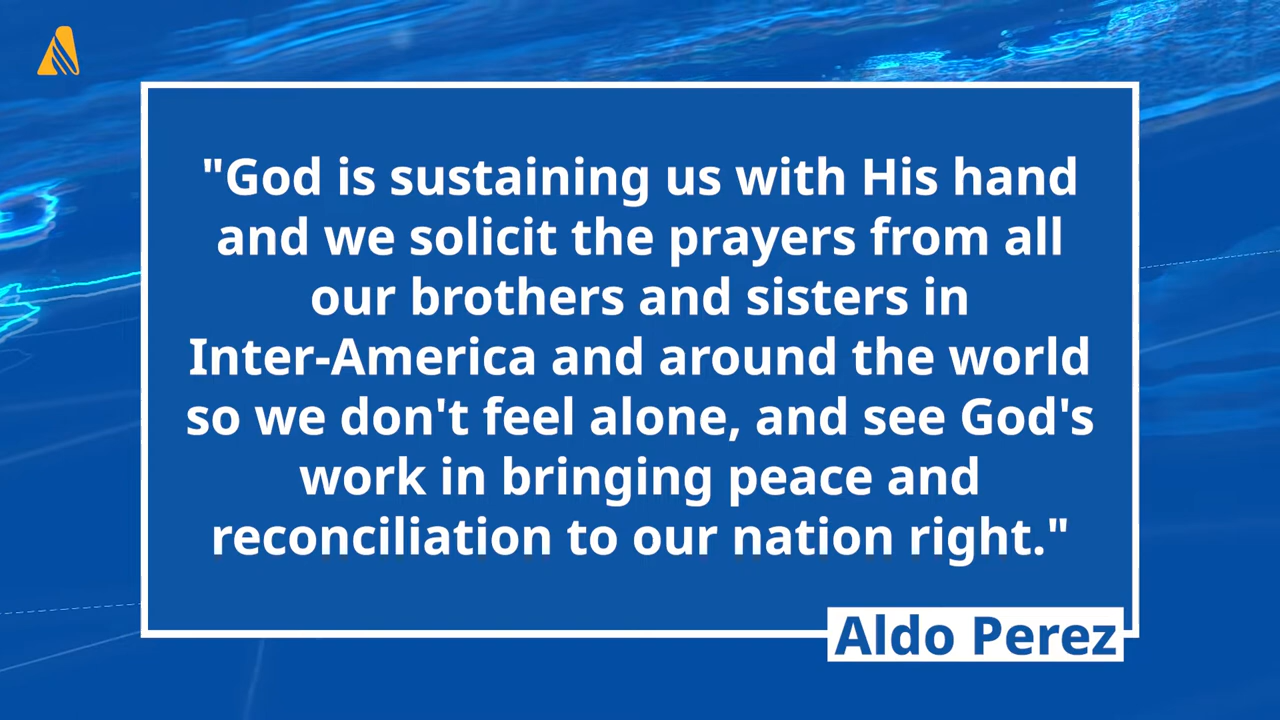 "God is sustaining us with His hand
and we solicit the prayers from all
our brothers and sisters in
Inter-America and around the world
so we don't feel alone, and see God's
work in bringing peace and
reconciliation to our nation right."
Aldo Perez